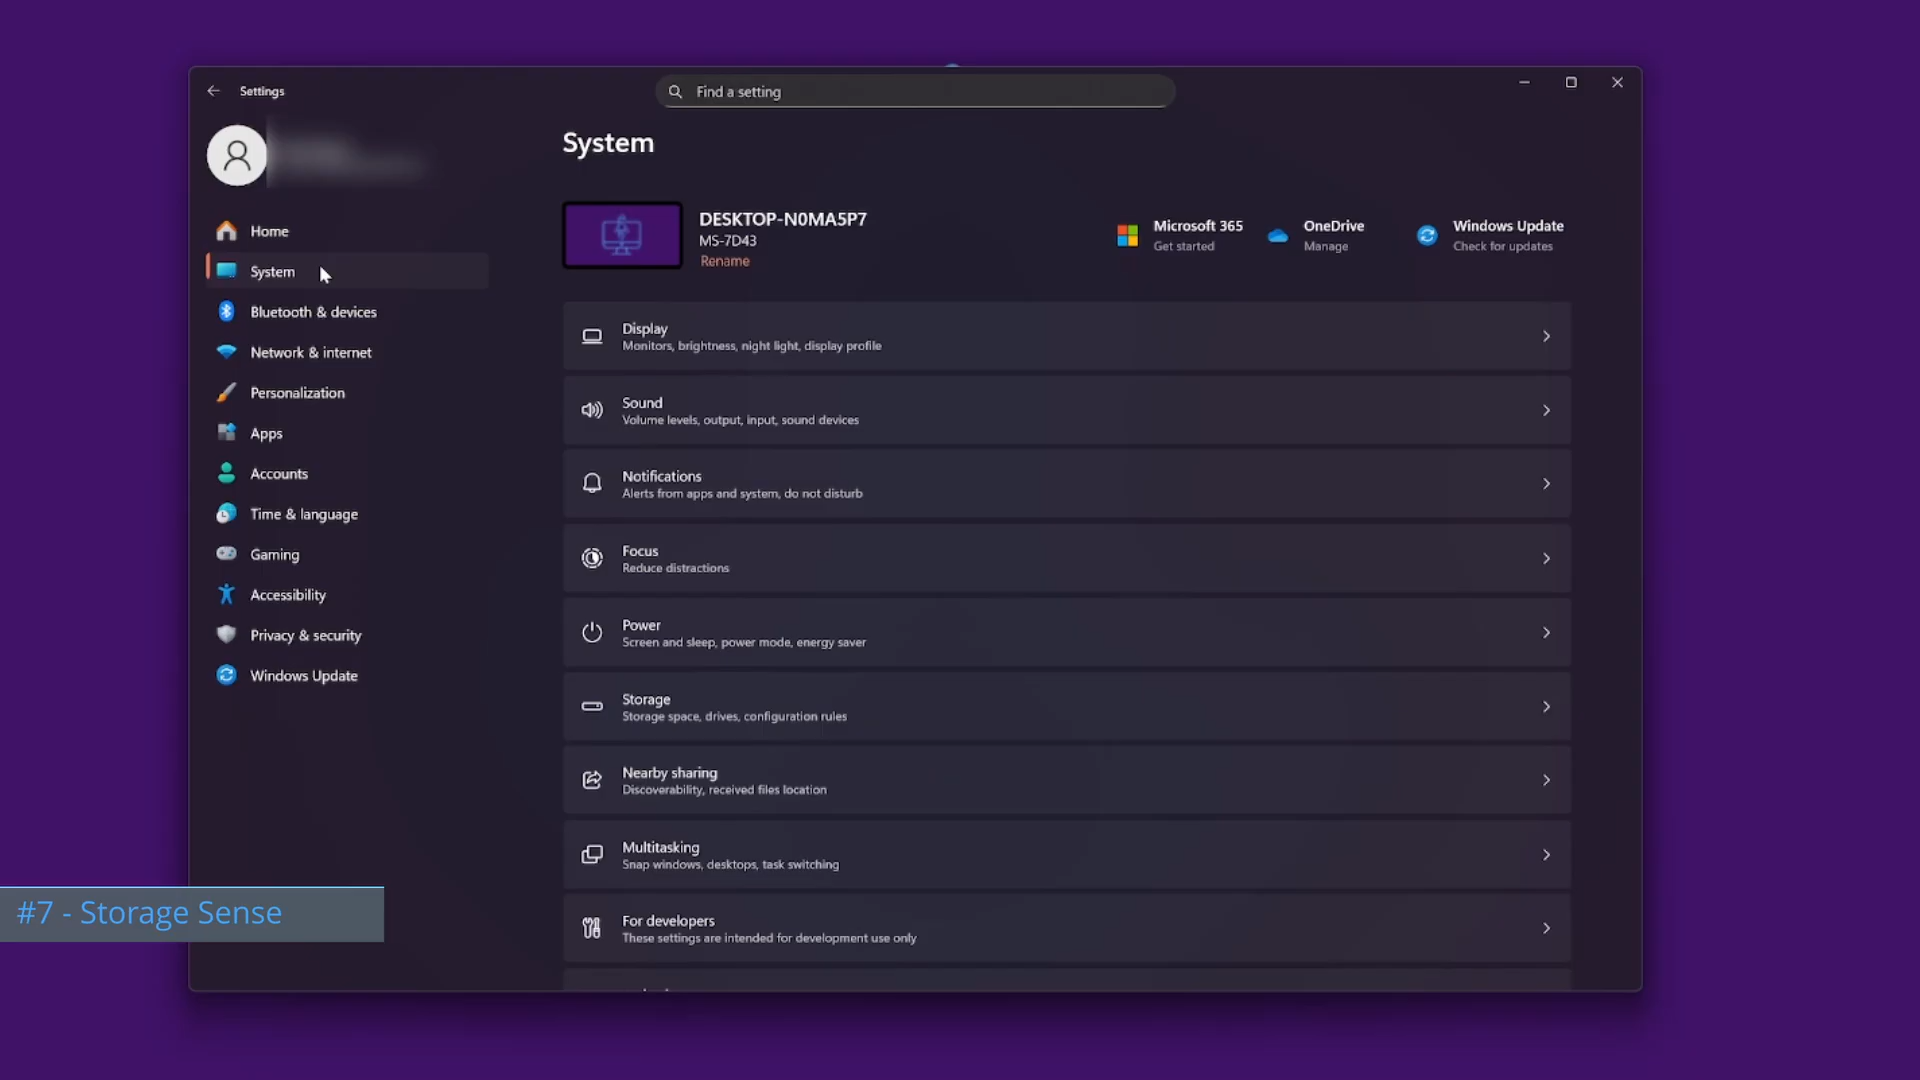 Settings
Find a setting
System
DESKTOP-N0MA5P7
MS-7D43
Rename
Microsoft 365
Get started
OneDrive
Manage
Windows Update
Check for updates
Home
System
Bluetooth & devices
Network & internet
Personalization
Apps
Accounts
Time & language
Gaming
Accessibility
Privacy & security
Windows Update
Display
Monitors, brightness, night light, display profile
Sound
Volume levels, output, input, sound devices
Notifications
Alerts from apps and system, do not disturb
Focus
Reduce distractions
Power
Screen and sleep, power mode, energy saver
Storage
Storage space, drives, configuration rules
Nearby sharing
Discoverability, received files location
Multitasking
Snap windows, desktops, task switching
For developers
These settings are intended for development use only
#7 - Storage Sense